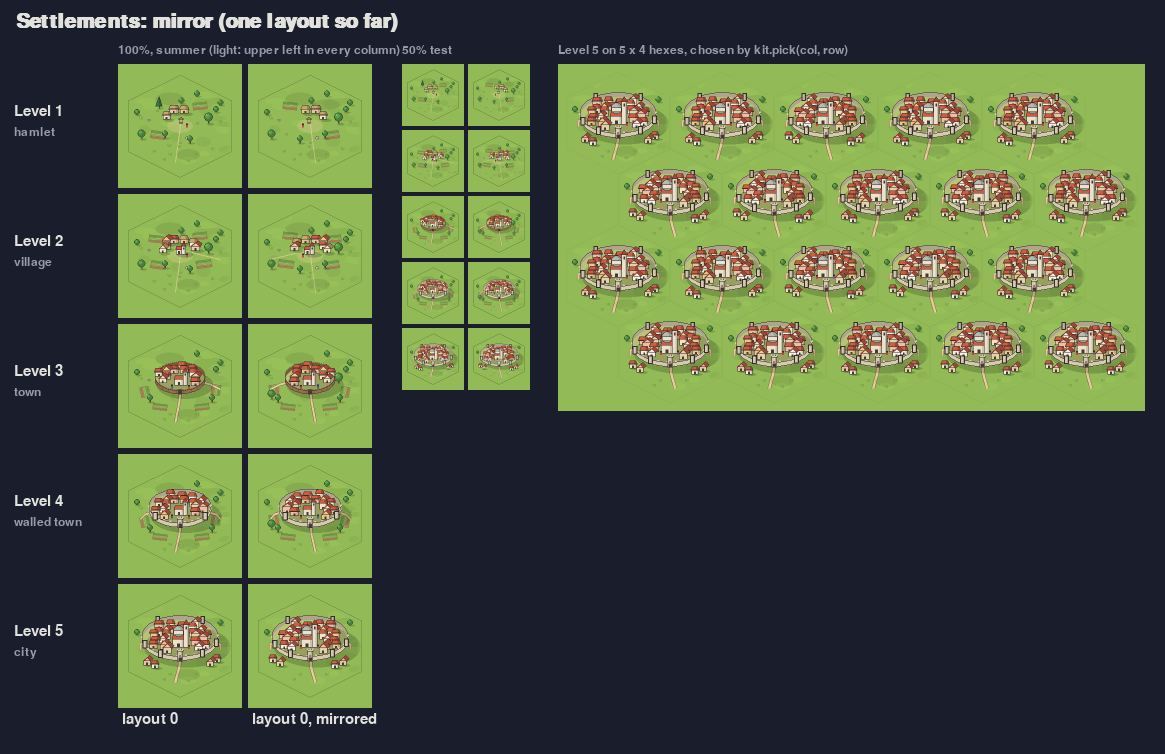 Settlements: mirror (one layout so far)
100%, summer (light: upper left in every column)
50% test
Level 5 on 5 x 4 hexes, chosen by kit.pick(col, row)
Level 1
hamlet
Level 2
village
Level 3
town
Level 4
walled town
Level 5
city
layout 0
layout 0, mirrored